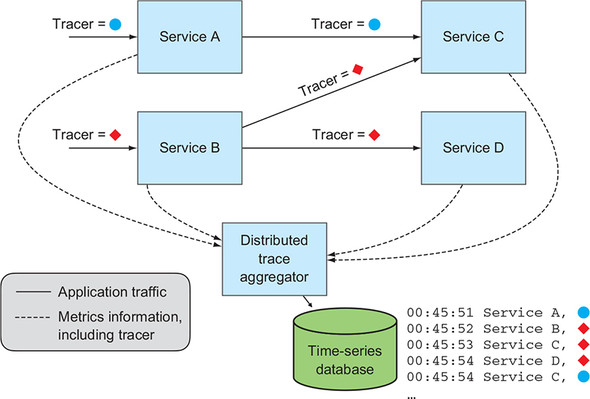 Tracer =
Service A
Tracer =
Service C
Tracer =
Tracer =
Service B
Tracer =
Service D
Distributed
trace
aggregator
Application traffic
Metrics information,
including tracer
Time-series
database
00:45:51 Service A,
00:45:52 Service B,
00:45:53 Service C,
00:45:54 Service D,
00:45:54 Service C,
…